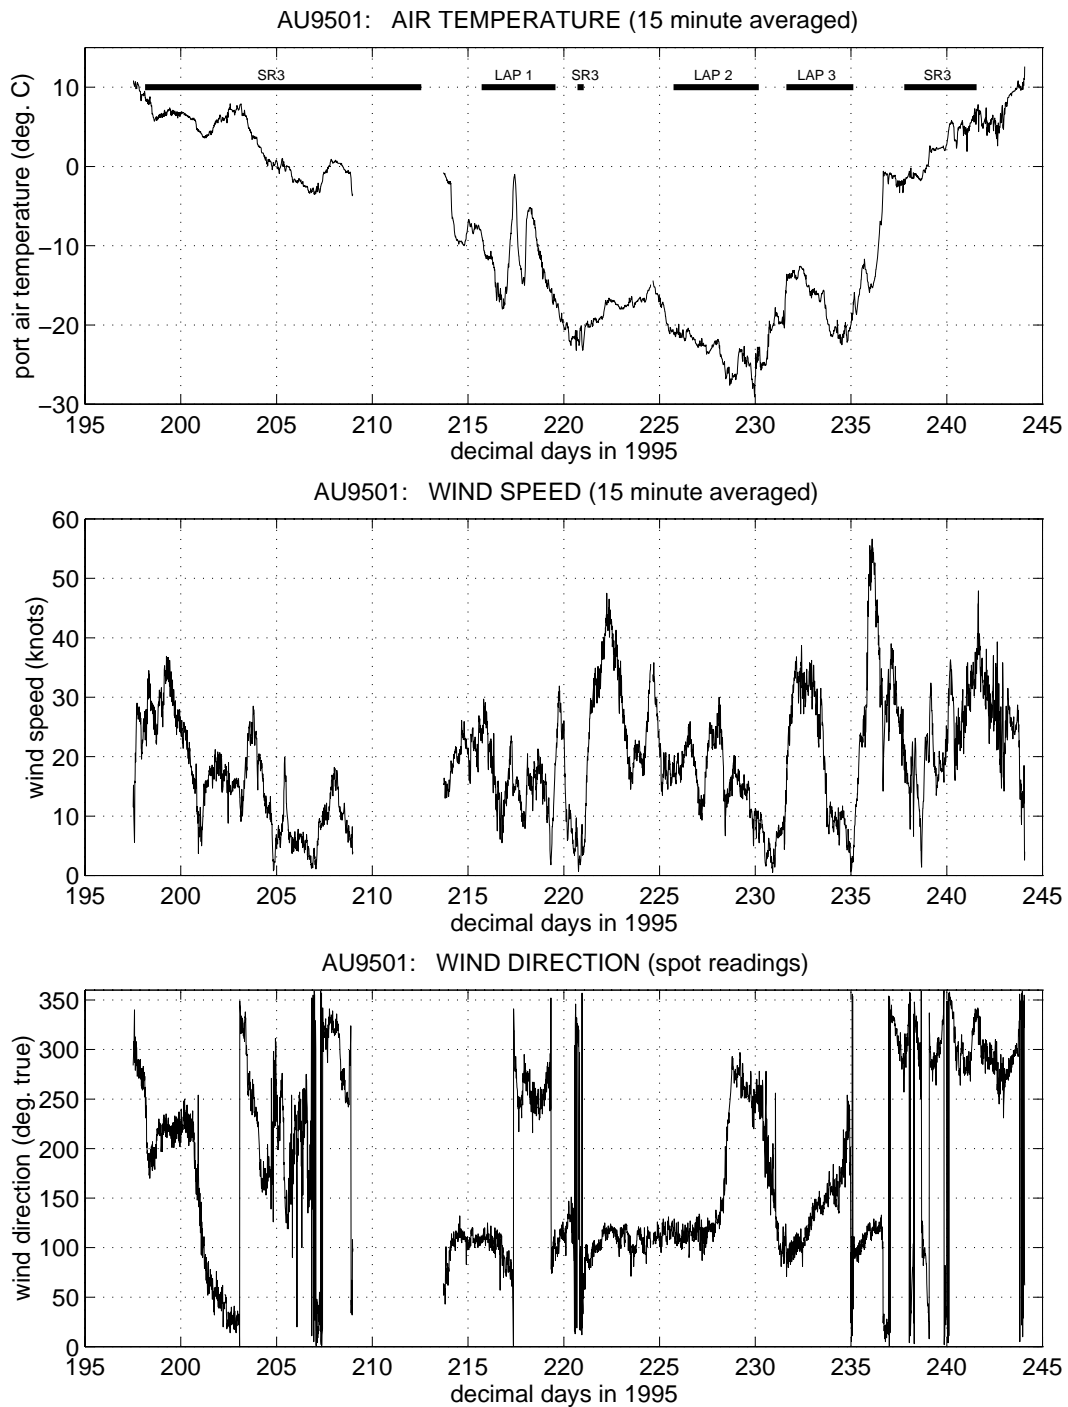 AU9501: AIR TEMPERATURE (15 minute averaged)
SR3 LAP 1 SR3 LAP 2 LAP 3 SR3
10
0
−10
−20
−30
port air temperature (deg. C)
195 200 205 210 215 220 225 230 235 240 245
decimal days in 1995
AU9501: WIND SPEED (15 minute averaged)
60
50
40
30
20
10
0
wind speed (knots)
195 200 205 210 215 220 225 230 235 240 245
decimal days in 1995
AU9501: WIND DIRECTION (spot readings)
350
300
250
200
150
100
50
0
wind direction (deg. true)
195 200 205 210 215 220 225 230 235 240 245
decimal days in 1995